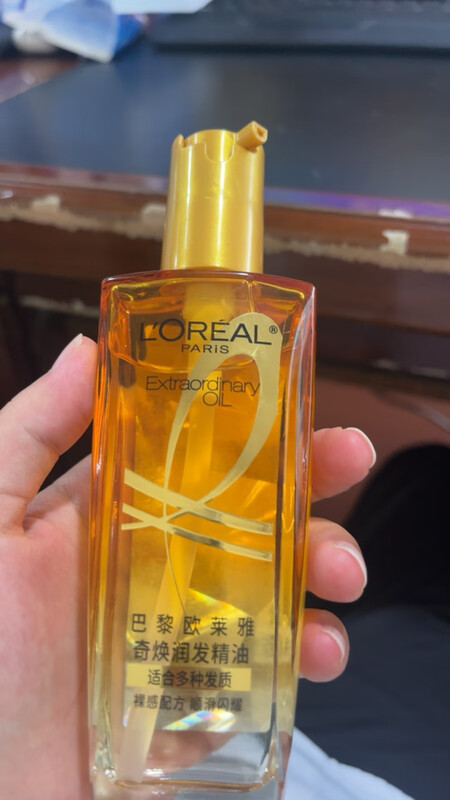 L'ORÉAL®
PARIS
Extraordinary
OIL
巴黎欧莱雅
奇焕润发精油
适合多种发质
裸感配方 顺滑闪耀